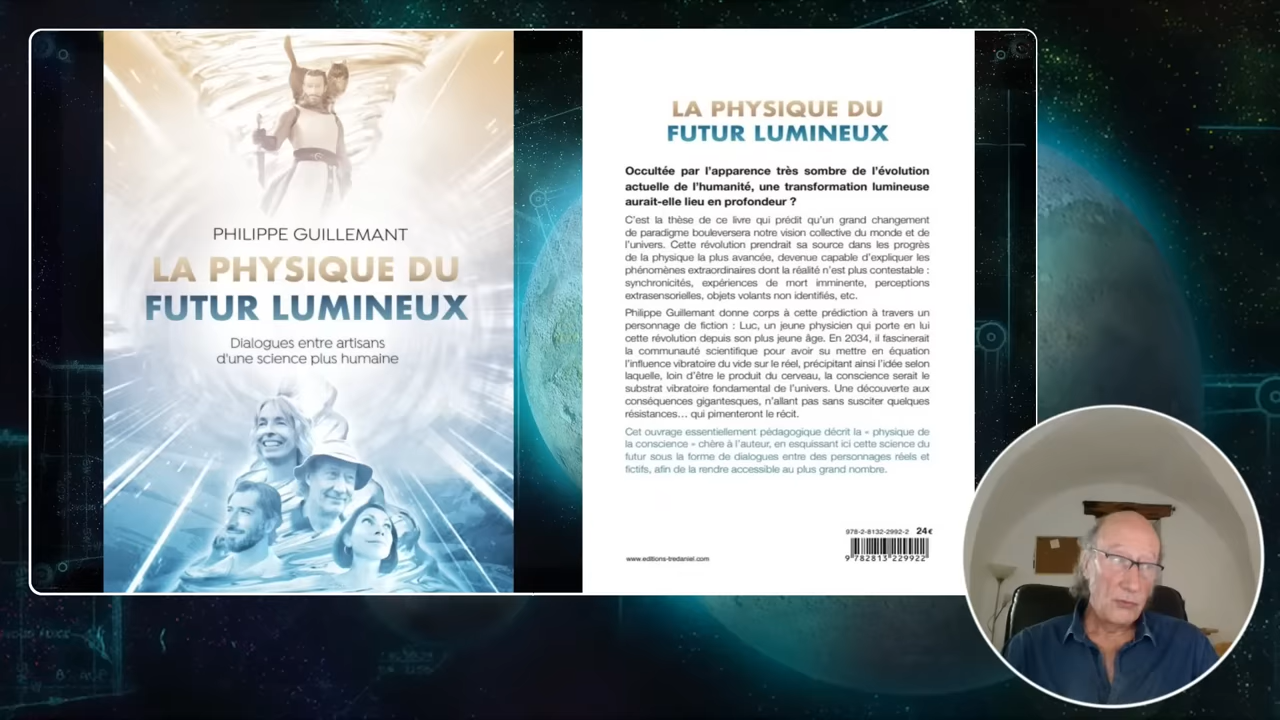 PHILIPPE GUILLEMANT
LA PHYSIQUE DU
FUTUR LUMINEUX
Dialogues entre artisans
d'une science plus humaine
LA PHYSIQUE DU
FUTUR LUMINEUX
Occultée par l'apparence très sombre de l'évolution
actuelle de l'humanité, une transformation lumineuse
aurait-elle lieu en profondeur ?
C'est la thèse de ce livre qui prédit qu'un grand changement
de paradigme bouleversera notre vision collective du monde et de
l'univers. Cette révolution prendrait sa source dans les progrès
de la physique la plus avancée, devenue capable d'expliquer les
phénomènes extraordinaires dont la réalité n'est plus contestable :
synchronicités, expériences de mort imminente, perceptions
extrasensorielles, objets volants non identifiés, etc.
Philippe Guillemant donne corps à cette prédiction à travers un
personnage de fiction : Luc, un jeune physicien qui porte en lui
cette révolution depuis son plus jeune âge. En 2034, il fascinerait
la communauté scientifique pour avoir su mettre en équation
l'influence vibratoire du vide sur le réel, précipitant ainsi l'idée selon
laquelle, loin d'être le produit du cerveau, la conscience serait le
substrat vibratoire fondamental de l'univers. Une découverte aux
conséquences gigantesques, n'allant pas sans susciter quelques
résistances… qui pimenteront le récit.
Cet ouvrage essentiellement pédagogique décrit la « physique de
la conscience » chère à l'auteur, en esquissant ici cette science du
futur sous la forme de dialogues entre des personnages réels et
fictifs, afin de la rendre accessible au plus grand nombre.
978-2-8132-2992-2 24€
www.editions-tredaniel.com
9 782813 229922